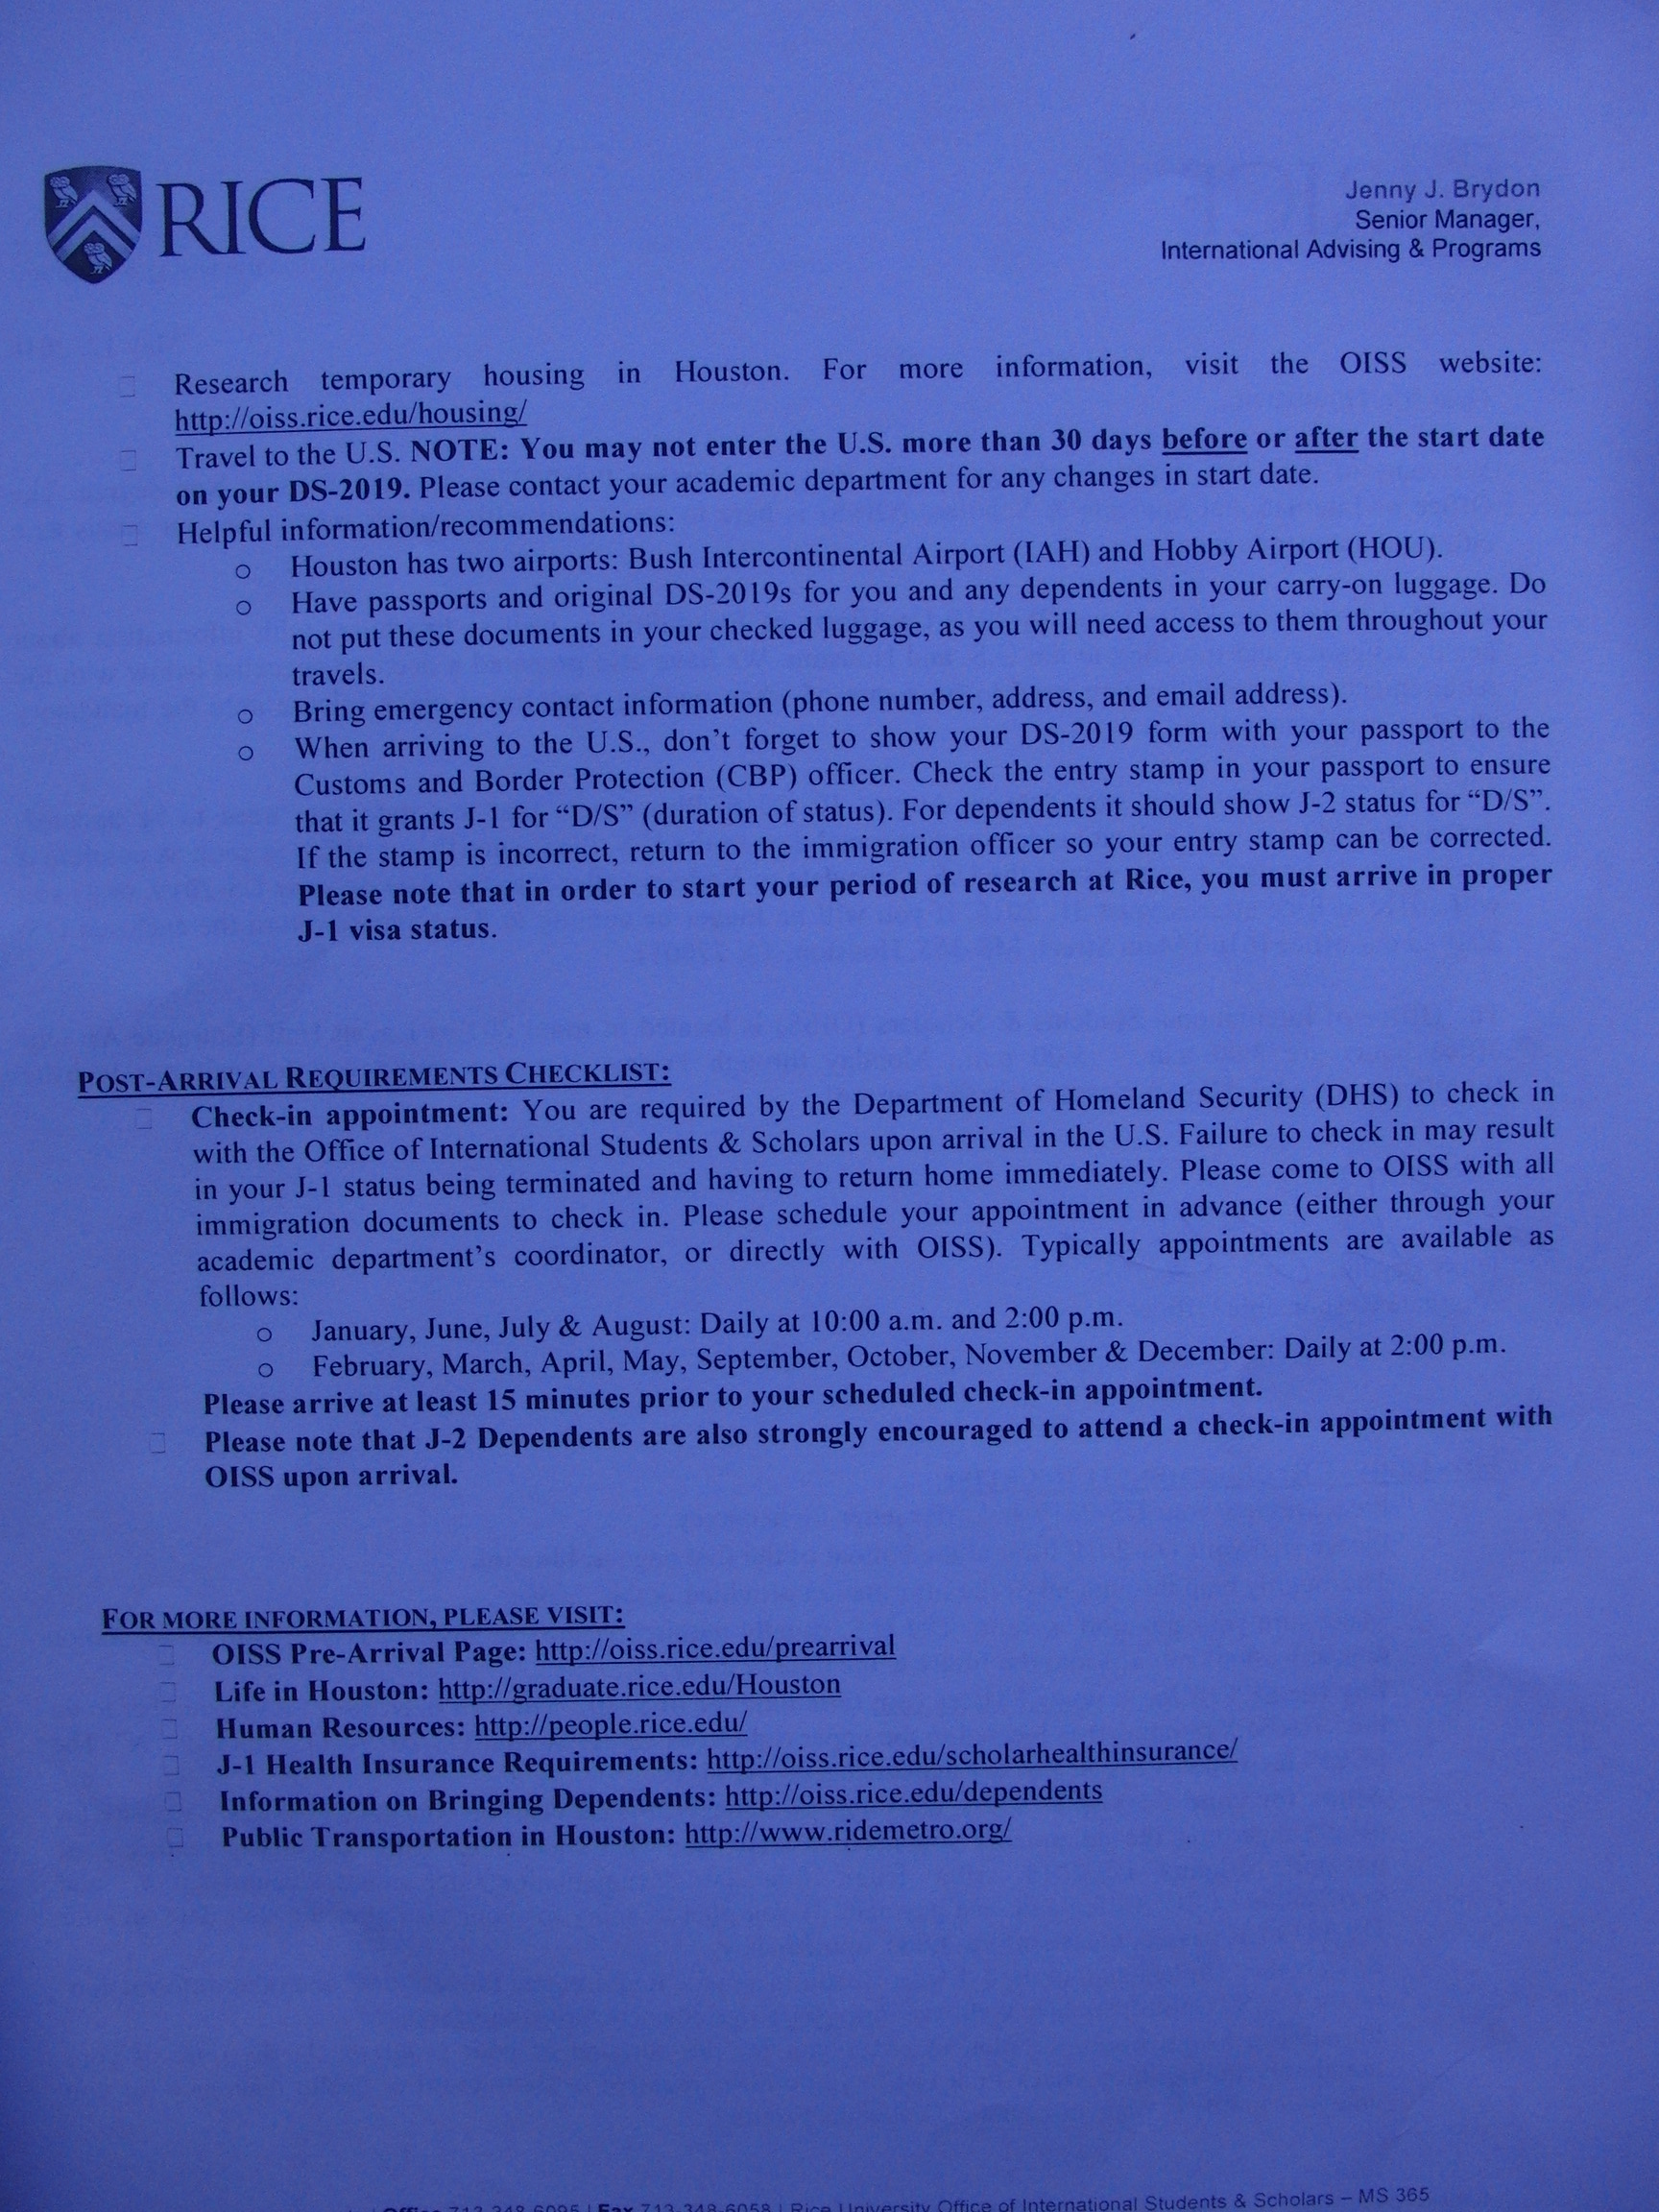 RICE
Jenny J. Brydon
Senior Manager,
International Advising & Programs
Research temporary housing in Houston. For more information, visit the OISS website:
http://oiss.rice.edu/housing/
Travel to the U.S. NOTE: You may not enter the U.S. more than 30 days before or after the start date
on your DS-2019. Please contact your academic department for any changes in start date.
Helpful information/recommendations:
o Houston has two airports: Bush Intercontinental Airport (IAH) and Hobby Airport (HOU).
o Have passports and original DS-2019s for you and any dependents in your carry-on luggage. Do
not put these documents in your checked luggage, as you will need access to them throughout your
travels.
o Bring emergency contact information (phone number, address, and email address).
o When arriving to the U.S., don't forget to show your DS-2019 form with your passport to the
Customs and Border Protection (CBP) officer. Check the entry stamp in your passport to ensure
that it grants J-1 for “D/S” (duration of status). For dependents it should show J-2 status for “D/S”.
If the stamp is incorrect, return to the immigration officer so your entry stamp can be corrected.
Please note that in order to start your period of research at Rice, you must arrive in proper
J-1 visa status.
POST-ARRIVAL REQUIREMENTS CHECKLIST:
Check-in appointment: You are required by the Department of Homeland Security (DHS) to check in
with the Office of International Students & Scholars upon arrival in the U.S. Failure to check in may result
in your J-1 status being terminated and having to return home immediately. Please come to OISS with all
immigration documents to check in. Please schedule your appointment in advance (either through your
academic department's coordinator, or directly with OISS). Typically appointments are available as
follows:
o January, June, July & August: Daily at 10:00 a.m. and 2:00 p.m.
o February, March, April, May, September, October, November & December: Daily at 2:00 p.m.
Please arrive at least 15 minutes prior to your scheduled check-in appointment.
Please note that J-2 Dependents are also strongly encouraged to attend a check-in appointment with
OISS upon arrival.
FOR MORE INFORMATION, PLEASE VISIT:
OISS Pre-Arrival Page: http://oiss.rice.edu/prearrival
Life in Houston: http://graduate.rice.edu/Houston
Human Resources: http://people.rice.edu/
J-1 Health Insurance Requirements: http://oiss.rice.edu/scholarhealthinsurance/
Information on Bringing Dependents: http://oiss.rice.edu/dependents
Public Transportation in Houston: http://www.ridemetro.org/
Office 713-348-6095 | Fax 713-348-6058 | Rice University Office of International Students & Scholars – MS 365